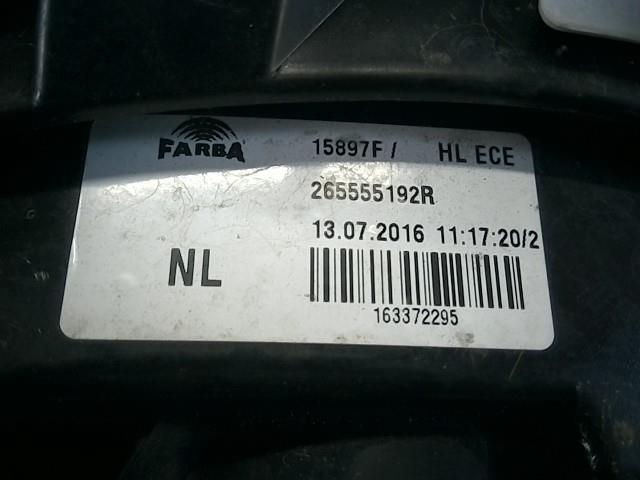 FARBA
15897F / HL ECE
265555192R
13.07.2016 11:17:20/2
NL
163372295